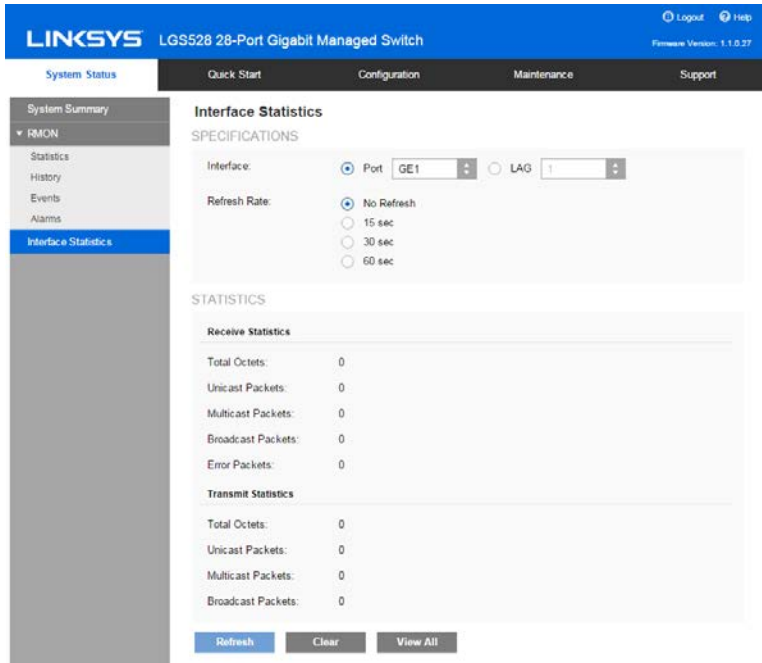 Logout Help
LINKSYS LGS528 28-Port Gigabit Managed Switch
Firmware Version: 1.1.0.27
System Status Quick Start Configuration Maintenance Support
System Summary
RMON
Statistics
History
Events
Alarms
Interface Statistics
Interface Statistics
SPECIFICATIONS
Interface: Port GE1 LAG 1
Refresh Rate: No Refresh
15 sec
30 sec
60 sec
STATISTICS
Receive Statistics
Total Octets: 0
Unicast Packets: 0
Multicast Packets: 0
Broadcast Packets: 0
Error Packets: 0
Transmit Statistics
Total Octets: 0
Unicast Packets: 0
Multicast Packets: 0
Broadcast Packets: 0
Refresh Clear View All